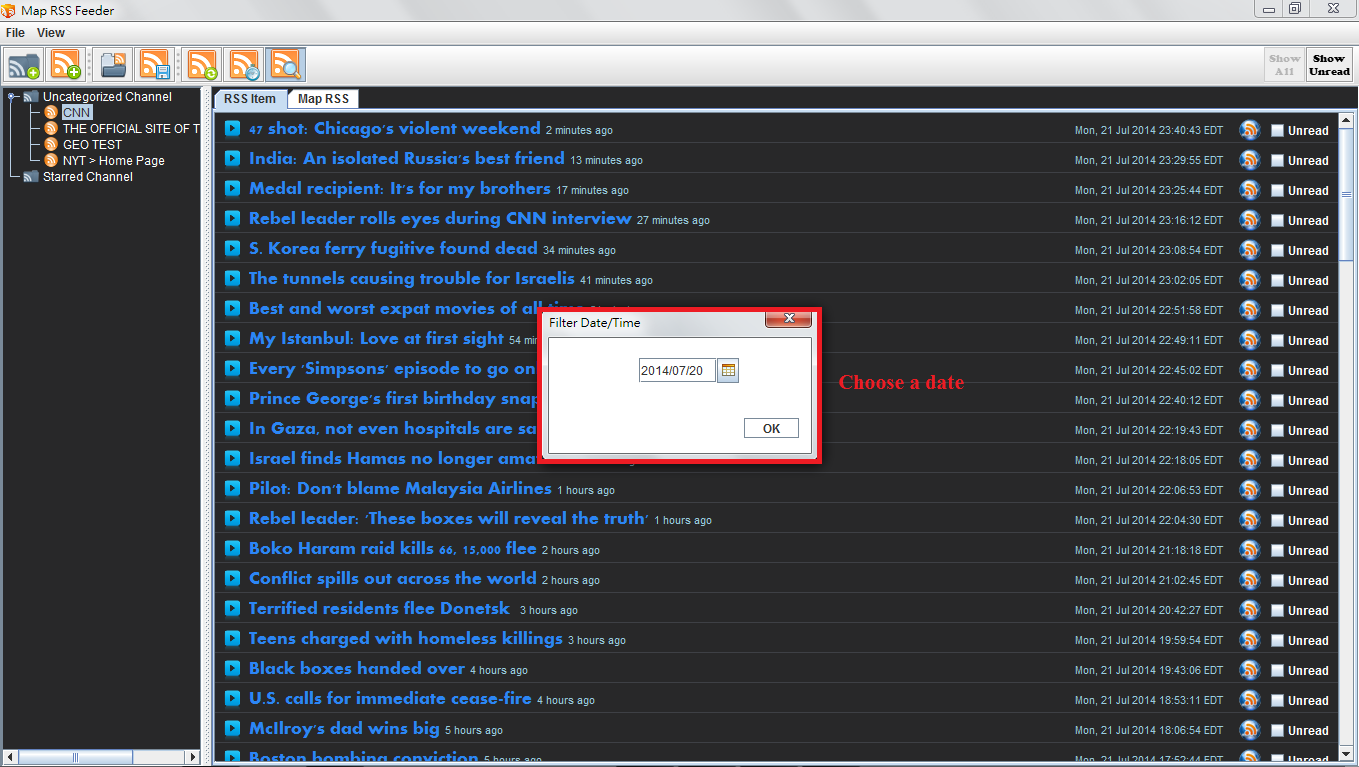 Map RSS Feeder
File View
Show All
Show Unread
Uncategorized Channel
CNN
THE OFFICIAL SITE OF T
GEO TEST
NYT > Home Page
Starred Channel
RSS Item Map RSS
47 shot: Chicago's violent weekend 2 minutes ago Mon, 21 Jul 2014 23:40:43 EDT Unread
India: An isolated Russia's best friend 13 minutes ago Mon, 21 Jul 2014 23:29:55 EDT Unread
Medal recipient: It's for my brothers 17 minutes ago Mon, 21 Jul 2014 23:25:44 EDT Unread
Rebel leader rolls eyes during CNN interview 27 minutes ago Mon, 21 Jul 2014 23:16:12 EDT Unread
S. Korea ferry fugitive found dead 34 minutes ago Mon, 21 Jul 2014 23:08:54 EDT Unread
The tunnels causing trouble for Israelis 41 minutes ago Mon, 21 Jul 2014 23:02:05 EDT Unread
Best and worst expat movies of all time Mon, 21 Jul 2014 22:51:58 EDT Unread
My Istanbul: Love at first sight 54 min Mon, 21 Jul 2014 22:49:11 EDT Unread
Every 'Simpsons' episode to go on Mon, 21 Jul 2014 22:45:02 EDT Unread
Prince George's first birthday snap Mon, 21 Jul 2014 22:40:12 EDT Unread
In Gaza, not even hospitals are sa Mon, 21 Jul 2014 22:19:43 EDT Unread
Israel finds Hamas no longer ama Mon, 21 Jul 2014 22:18:05 EDT Unread
Pilot: Don't blame Malaysia Airlines 1 hours ago Mon, 21 Jul 2014 22:06:53 EDT Unread
Rebel leader: 'These boxes will reveal the truth' 1 hours ago Mon, 21 Jul 2014 22:04:30 EDT Unread
Boko Haram raid kills 66, 15,000 flee 2 hours ago Mon, 21 Jul 2014 21:18:18 EDT Unread
Conflict spills out across the world 2 hours ago Mon, 21 Jul 2014 21:02:45 EDT Unread
Terrified residents flee Donetsk 3 hours ago Mon, 21 Jul 2014 20:42:27 EDT Unread
Teens charged with homeless killings 3 hours ago Mon, 21 Jul 2014 19:59:54 EDT Unread
Black boxes handed over 4 hours ago Mon, 21 Jul 2014 19:43:06 EDT Unread
U.S. calls for immediate cease-fire 4 hours ago Mon, 21 Jul 2014 18:53:11 EDT Unread
McIlroy's dad wins big 5 hours ago Mon, 21 Jul 2014 18:06:54 EDT Unread
Boston bombing conviction 5 hours ago Mon, 21 Jul 2014 17:52:44 EDT Unread
Filter Date/Time
2014/07/20
OK
Choose a date